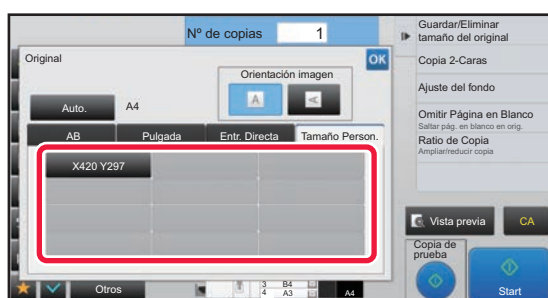 Nº de copias
1
Guardar/Eliminar
tamaño del original
Original
OK
Copia 2-Caras
Orientación imagen
A
A
Ajuste del fondo
Auto.
A4
Omitir Página en Blanco
Saltar pág. en blanco en orig.
AB
Pulgada
Entr. Directa
Tamaño Person.
Ratio de Copia
Ampliar/reducir copia
X420 Y297
Vista previa
CA
Copia de
prueba
Otros
3 B4
4 A3
A4
Start